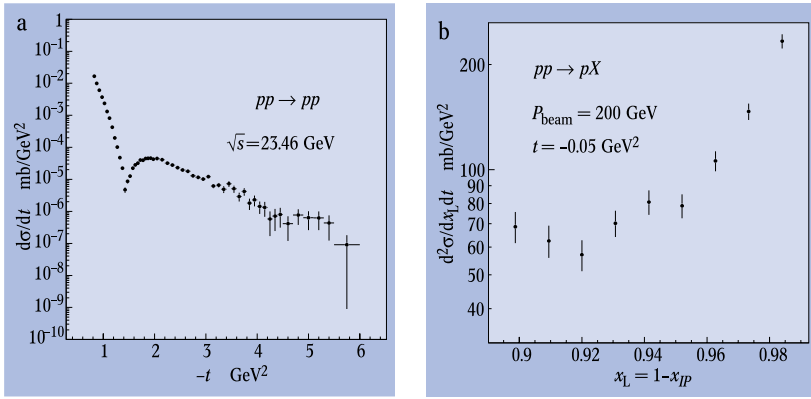 a
dσ/dt mb/GeV²
1
10⁻¹
10⁻²
10⁻³
10⁻⁴
10⁻⁵
10⁻⁶
10⁻⁷
10⁻⁸
10⁻⁹
10⁻¹⁰
pp → pp
√s = 23.46 GeV
1 2 3 4 5 6
–t GeV²
b
d²σ/dx_L dt mb/GeV²
200
100
90
80
70
60
50
40
pp → pX
P_beam = 200 GeV
t = –0.05 GeV²
0.9 0.92 0.94 0.96 0.98
x_L = 1–x_IP